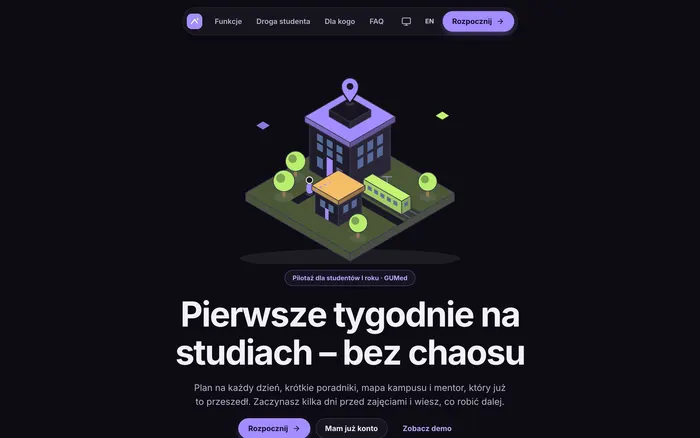 Funkcje
Droga studenta
Dla kogo
FAQ
EN
Rozpocznij
Pilotaż dla studentów I roku · GUMed
Pierwsze tygodnie na
studiach – bez chaosu
Plan na każdy dzień, krótkie poradniki, mapa kampusu i mentor, który już
to przeszedł. Zaczynasz kilka dni przed zajęciami i wiesz, co robić dalej.
Rozpocznij
Mam już konto
Zobacz demo